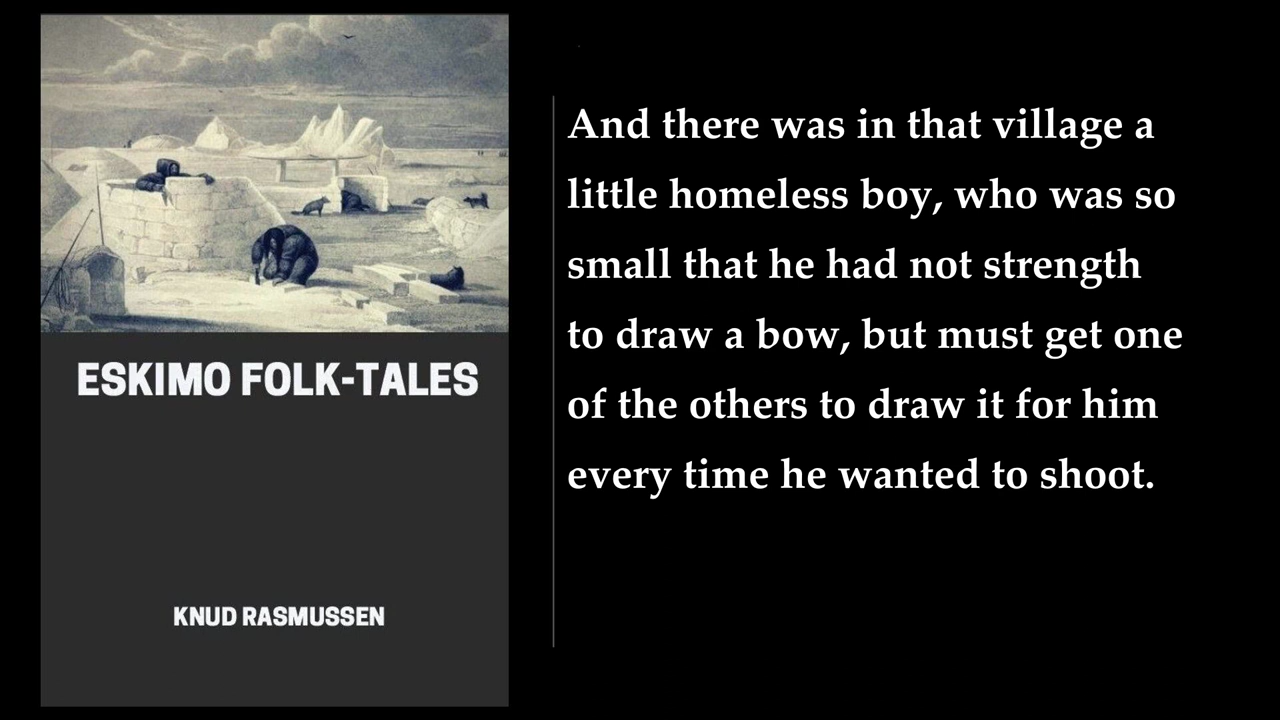 ESKIMO FOLK-TALES
KNUD RASMUSSEN
And there was in that village a
little homeless boy, who was so
small that he had not strength
to draw a bow, but must get one
of the others to draw it for him
every time he wanted to shoot.